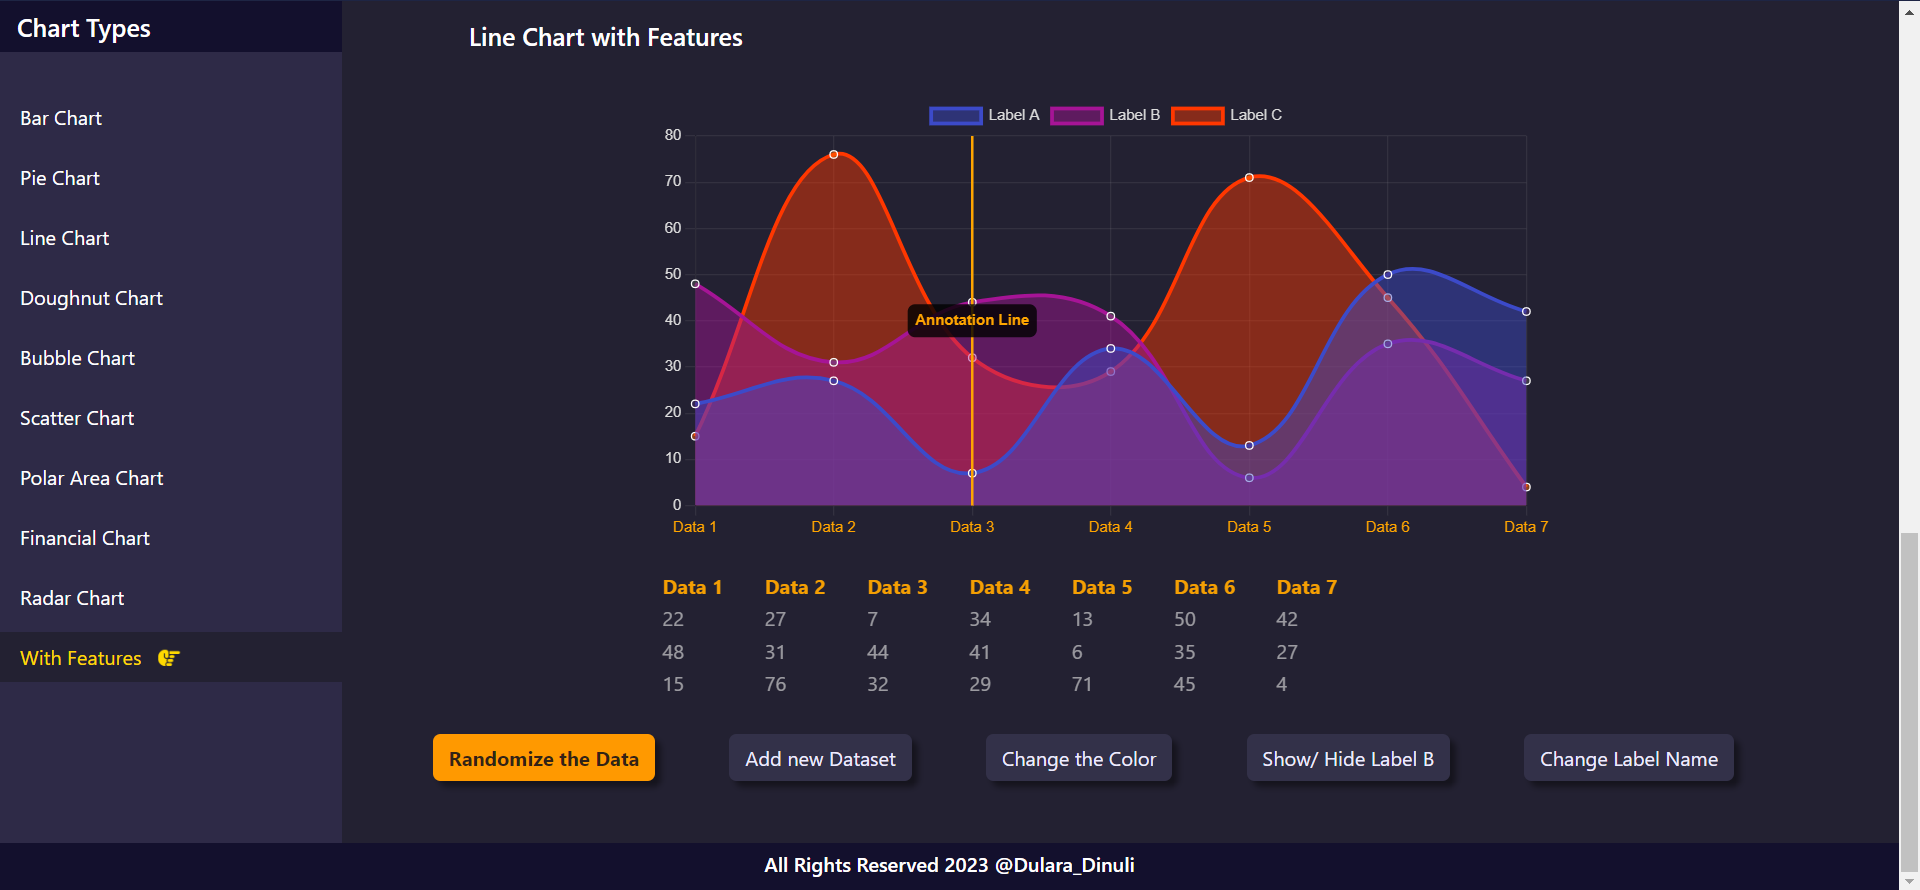 Chart Types
Bar Chart
Pie Chart
Line Chart
Doughnut Chart
Bubble Chart
Scatter Chart
Polar Area Chart
Financial Chart
Radar Chart
With Features
Line Chart with Features
Label A Label B Label C
80
70
60
50
40
30
20
10
0
Annotation Line
Data 1 Data 2 Data 3 Data 4 Data 5 Data 6 Data 7
Data 1 Data 2 Data 3 Data 4 Data 5 Data 6 Data 7
22 27 7 34 13 50 42
48 31 44 41 6 35 27
15 76 32 29 71 45 4
Randomize the Data Add new Dataset Change the Color Show/ Hide Label B Change Label Name
All Rights Reserved 2023 @Dulara_Dinuli